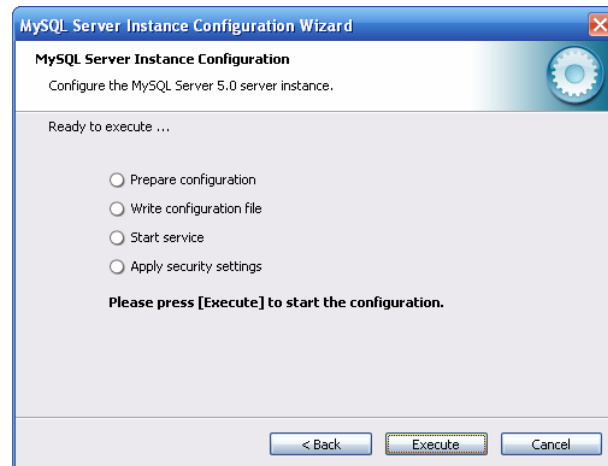 MySQL Server Instance Configuration Wizard
MySQL Server Instance Configuration
Configure the MySQL Server 5.0 server instance.
Ready to execute ...
Prepare configuration
Write configuration file
Start service
Apply security settings
Please press [Execute] to start the configuration.
< Back Execute Cancel